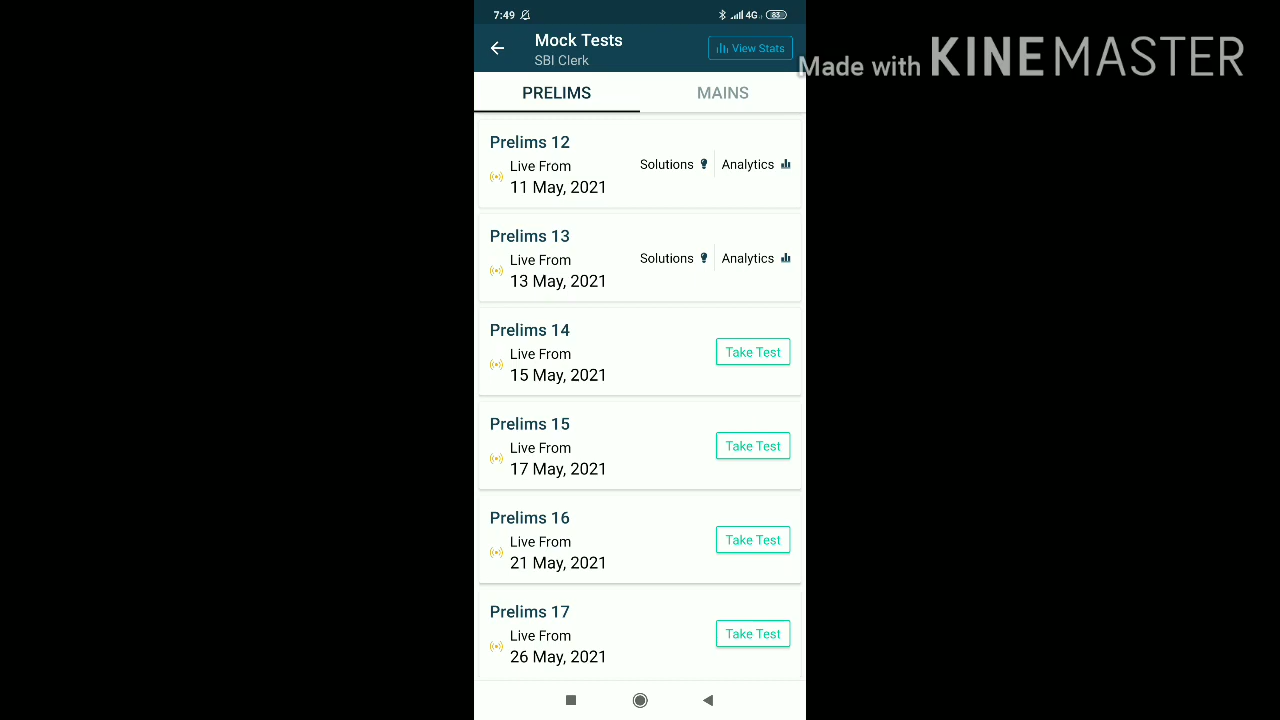 7:49
4G 83
Mock Tests
SBI Clerk
View Stats
Made with KINEMASTER
PRELIMS
MAINS
Prelims 12
Live From
11 May, 2021
Solutions
Analytics
Prelims 13
Live From
13 May, 2021
Solutions
Analytics
Prelims 14
Live From
15 May, 2021
Take Test
Prelims 15
Live From
17 May, 2021
Take Test
Prelims 16
Live From
21 May, 2021
Take Test
Prelims 17
Live From
26 May, 2021
Take Test